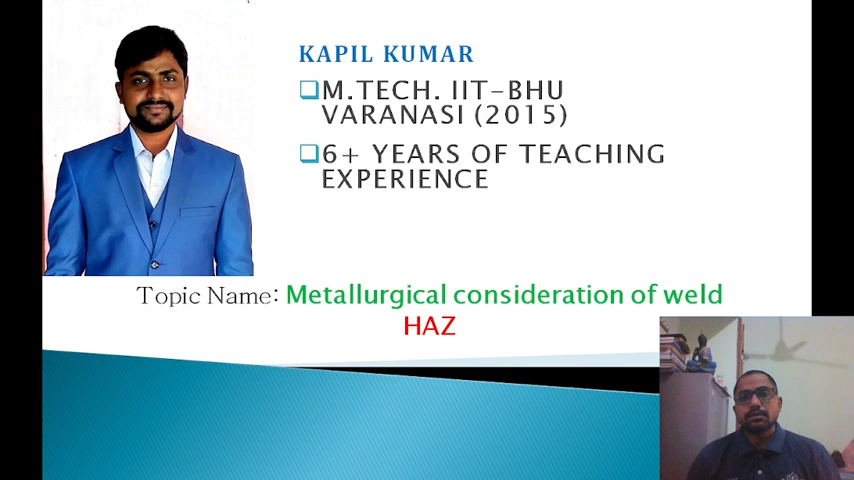 KAPIL KUMAR
M.TECH. IIT-BHU
VARANASI (2015)
6+ YEARS OF TEACHING
EXPERIENCE
Topic Name: Metallurgical consideration of weld
HAZ